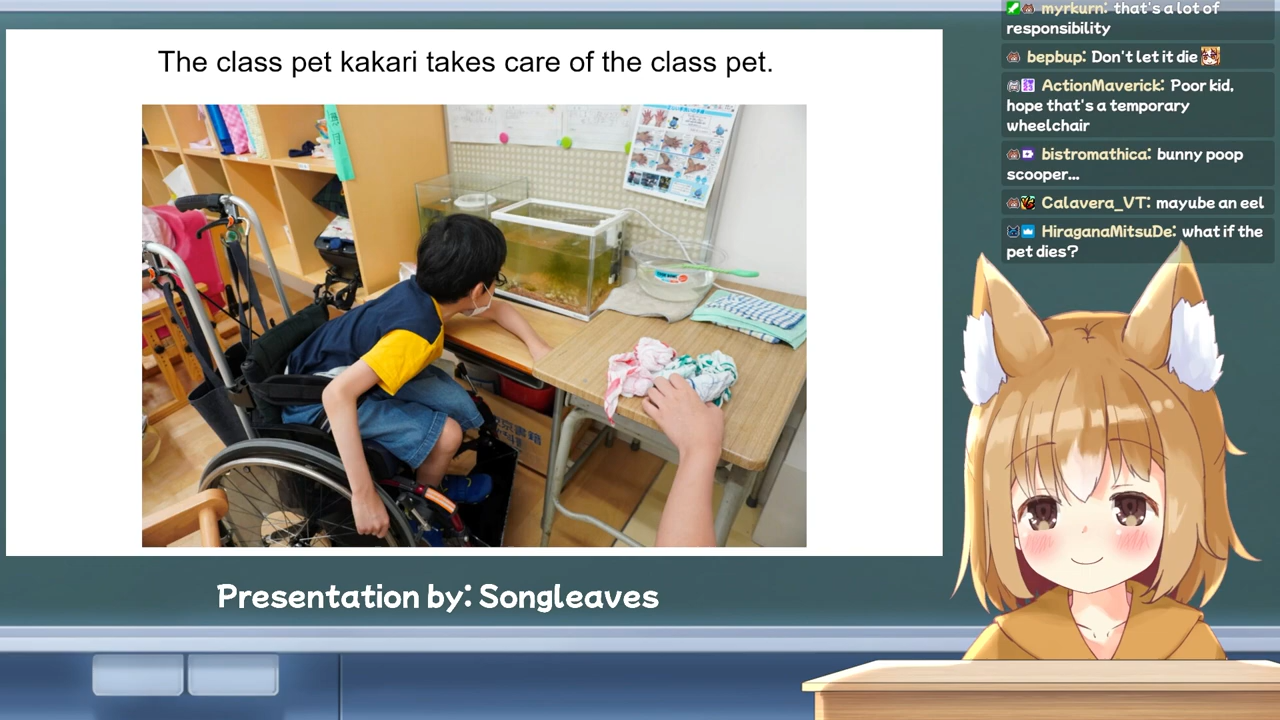 The class pet kakari takes care of the class pet.
Presentation by: Songleaves
myrkurn: that's a lot of
responsibility
bepbup: Don't let it die
ActionMaverick: Poor kid,
hope that's a temporary
wheelchair
bistromathica: bunny poop
scooper...
Calavera_VT: mayube an eel
HiraganaMitsuDe: what if the
pet dies?